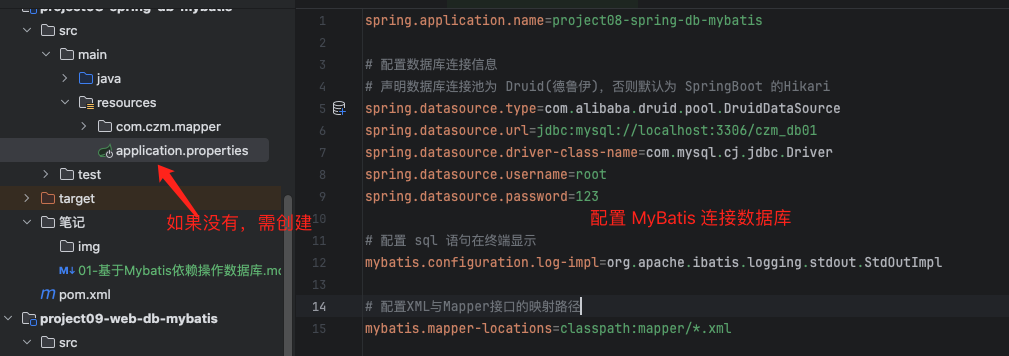 project08-spring-db-mybatis
src
main
java
resources
com.czm.mapper
application.properties
test
target
如果没有，需创建
笔记
img
01-基于Mybatis依赖操作数据库.md
pom.xml
project09-web-db-mybatis
src
1 spring.application.name=project08-spring-db-mybatis
2
3 # 配置数据库连接信息
4 # 声明数据库连接池为 Druid(德鲁伊)，否则默认为 SpringBoot 的Hikari
5 spring.datasource.type=com.alibaba.druid.pool.DruidDataSource
6 spring.datasource.url=jdbc:mysql://localhost:3306/czm_db01
7 spring.datasource.driver-class-name=com.mysql.cj.jdbc.Driver
8 spring.datasource.username=root
9 spring.datasource.password=123
10
配置 MyBatis 连接数据库
11 # 配置 sql 语句在终端显示
12 mybatis.configuration.log-impl=org.apache.ibatis.logging.stdout.StdOutImpl
13
14 # 配置XML与Mapper接口的映射路径
15 mybatis.mapper-locations=classpath:mapper/*.xml